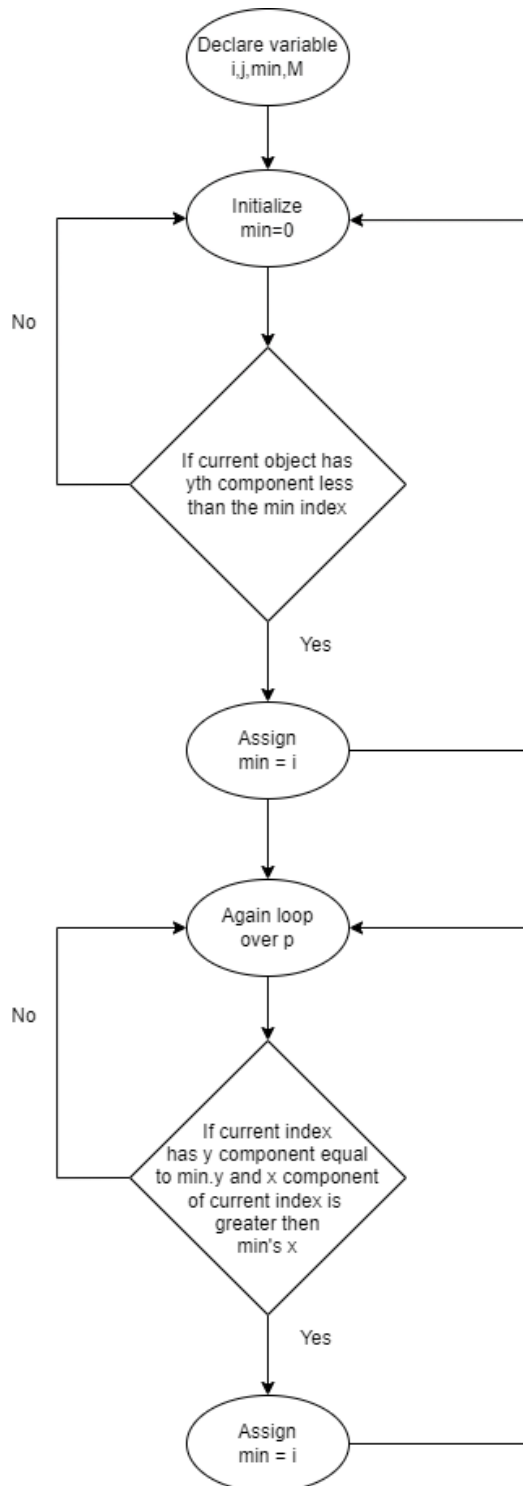 Declare variable
i,j,min,M
Initialize
min=0
No
If current object has
yth component less
than the min index
Yes
Assign
min = i
Again loop
over p
No
If current index
has y component equal
to min.y and x component
of current index is
greater then
min's x
Yes
Assign
min = i